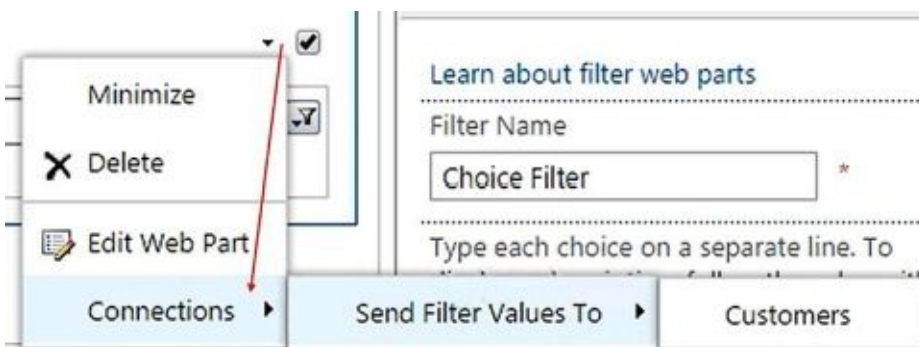 Minimize
Delete
Edit Web Part
Connections
Send Filter Values To
Customers
Learn about filter web parts
Filter Name
Choice Filter *
Type each choice on a separate line. To